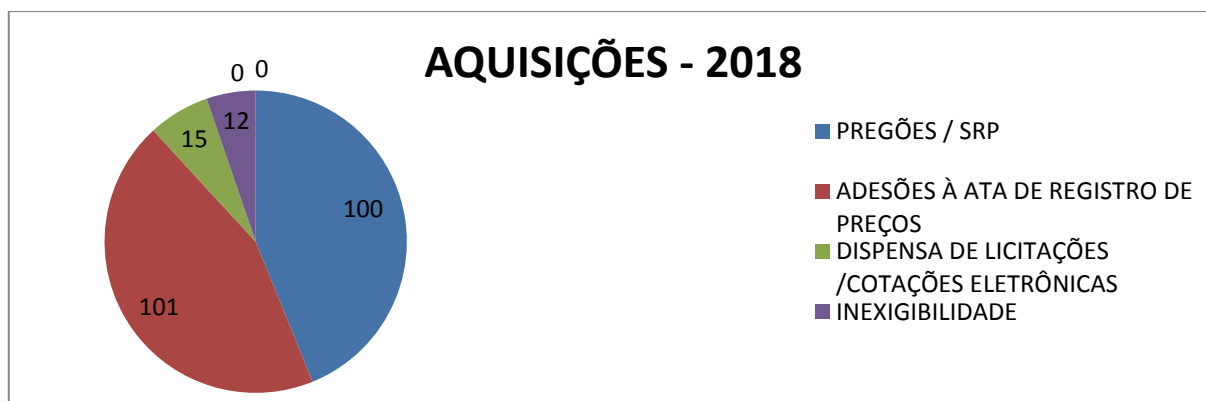 AQUISIÇÕES - 2018
0 0
12
15
100
101
PREGÕES / SRP
ADESÕES À ATA DE REGISTRO DE
PREÇOS
DISPENSA DE LICITAÇÕES
/COTAÇÕES ELETRÔNICAS
INEXIGIBILIDADE